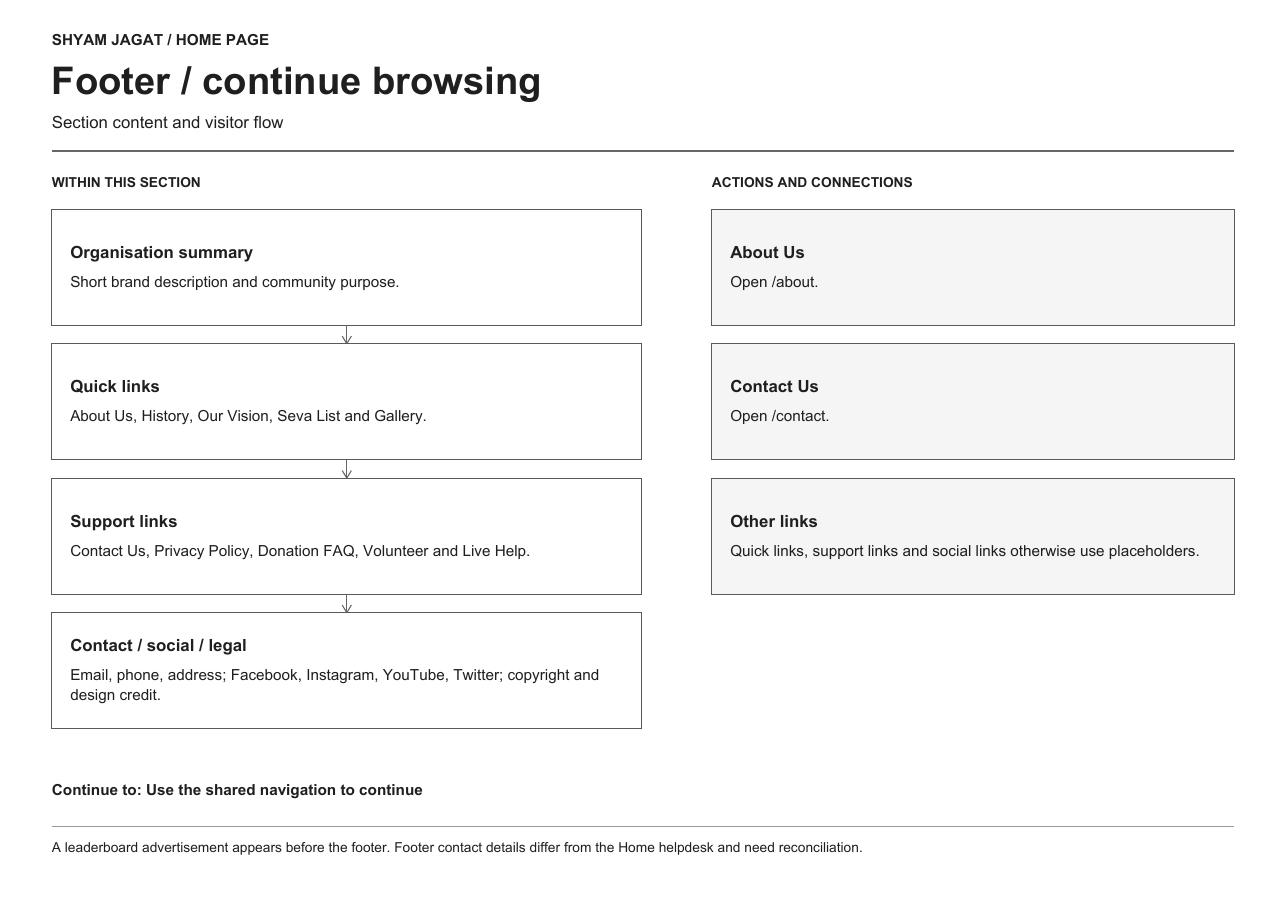 SHYAM JAGAT / HOME PAGE
Footer / continue browsing
Section content and visitor flow
WITHIN THIS SECTION
Organisation summary
Short brand description and community purpose.
Quick links
About Us, History, Our Vision, Seva List and Gallery.
Support links
Contact Us, Privacy Policy, Donation FAQ, Volunteer and Live Help.
Contact / social / legal
Email, phone, address; Facebook, Instagram, YouTube, Twitter; copyright and
design credit.
ACTIONS AND CONNECTIONS
About Us
Open /about.
Contact Us
Open /contact.
Other links
Quick links, support links and social links otherwise use placeholders.
Continue to: Use the shared navigation to continue
A leaderboard advertisement appears before the footer. Footer contact details differ from the Home helpdesk and need reconciliation.